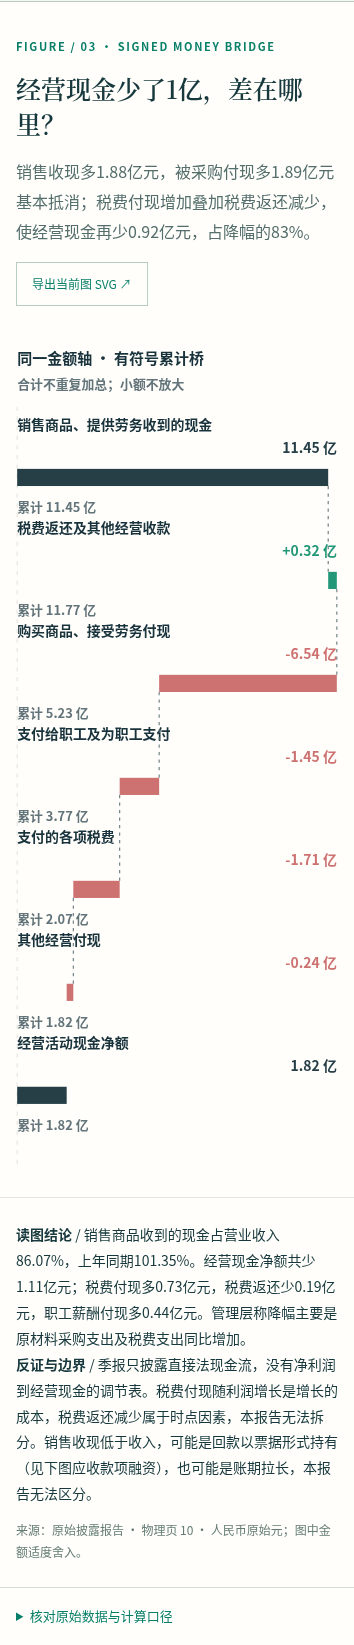 FIGURE / 03 · SIGNED MONEY BRIDGE
经营现金少了1亿，差在哪
里？
销售收现多1.88亿元，被采购付现多1.89亿元
基本抵消；税费付现增加叠加税费返还减少，
使经营现金再少0.92亿元，占降幅的83%。
导出当前图 SVG ↗
同一金额轴 · 有符号累计桥
合计不重复加总；小额不放大
销售商品、提供劳务收到的现金
11.45 亿
累计 11.45 亿
税费返还及其他经营收款
+0.32 亿
累计 11.77 亿
购买商品、接受劳务付现
-6.54 亿
累计 5.23 亿
支付给职工及为职工支付
-1.45 亿
累计 3.77 亿
支付的各项税费
-1.71 亿
累计 2.07 亿
其他经营付现
-0.24 亿
累计 1.82 亿
经营活动现金净额
1.82 亿
累计 1.82 亿
读图结论 / 销售商品收到的现金占营业收入
86.07%，上年同期101.35%。经营现金净额共少
1.11亿元；税费付现多0.73亿元，税费返还少0.19亿
元，职工薪酬付现多0.44亿元。管理层称降幅主要是
原材料采购支出及税费支出同比增加。
反证与边界 / 季报只披露直接法现金流，没有净利润
到经营现金的调节表。税费付现随利润增长是增长的
成本，税费返还减少属于时点因素，本报告无法拆
分。销售收现低于收入，可能是回款以票据形式持有
（见下图应收款项融资），也可能是账期拉长，本报
告无法区分。
来源：原始披露报告 · 物理页 10 · 人民币原始元；图中金
额适度舍入。
▶ 核对原始数据与计算口径